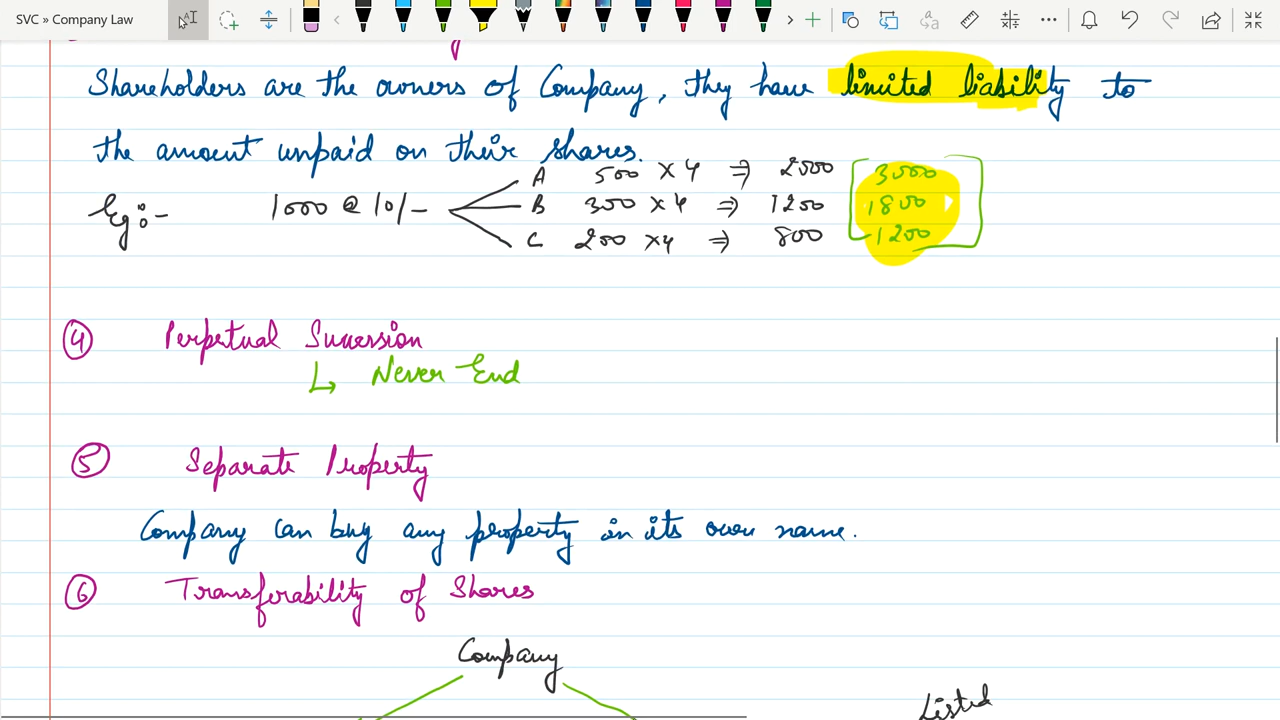 SVC » Company Law
Shareholders are the owners of Company, they have limited liability to
the amount unpaid on their shares.
Eg:- 1000 @ 10/-
A 500 x 4 ⇒ 2000 3000
B 300 x 4 ⇒ 1200 1800
C 200 x 4 ⇒ 800 1200
4 Perpetual Succession
↳ Never End
5 Separate Property
Company can buy any property in its own name.
6 Transferability of Shares
Company
Listed